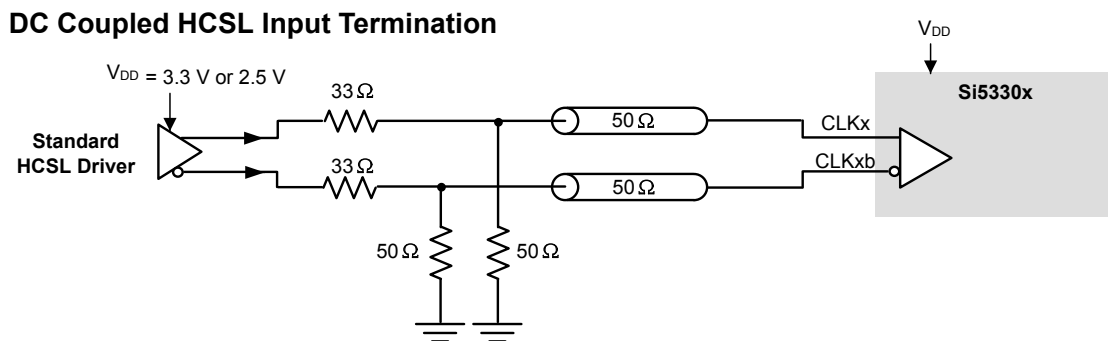 DC Coupled HCSL Input Termination
VDD
VDD = 3.3 V or 2.5 V
Si5330x
33 Ω
Standard
HCSL Driver
50 Ω
CLKx
33 Ω
50 Ω
CLKxb
50 Ω
50 Ω